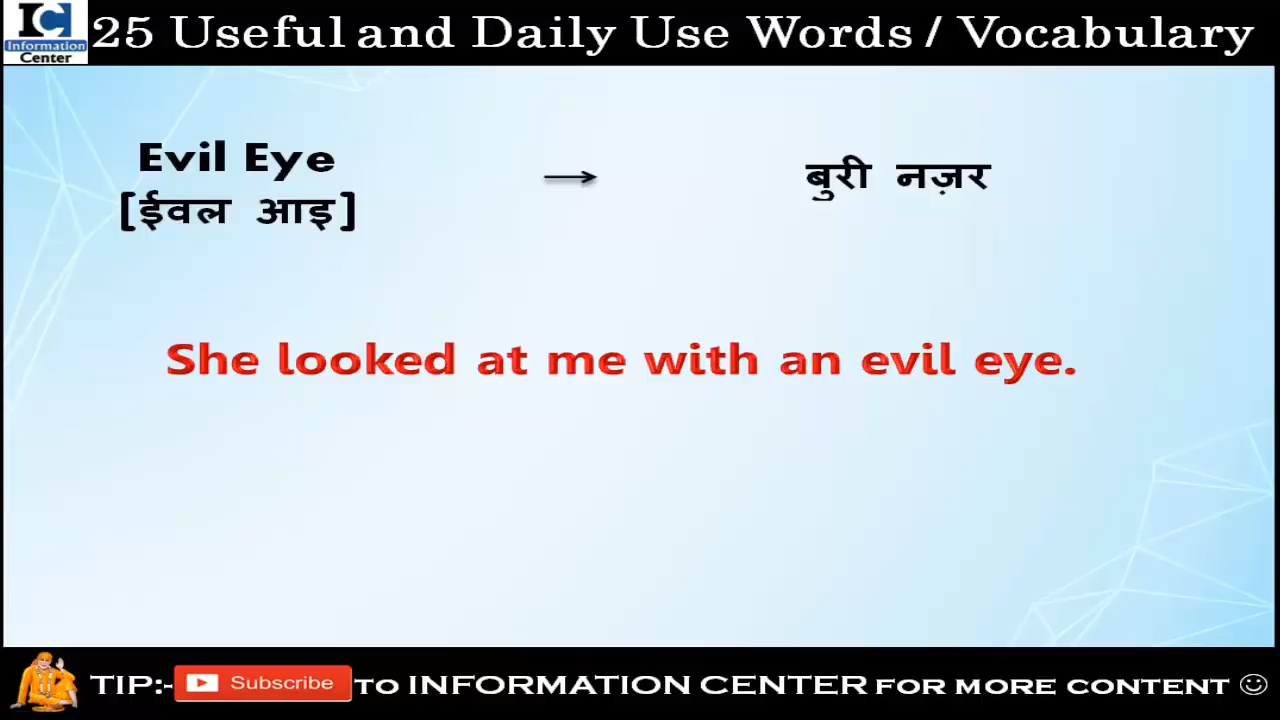 IC
Information
Center
25 Useful and Daily Use Words / Vocabulary
Evil Eye
[ईवल आइ]
→
बुरी नज़र
She looked at me with an evil eye.
TIP:- Subscribe to INFORMATION CENTER FOR MORE CONTENT ☺